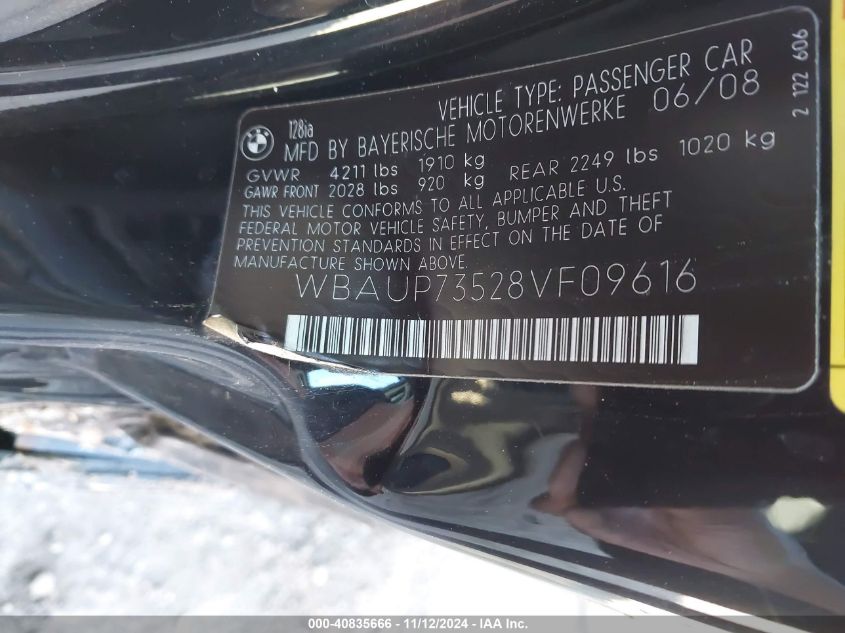 BMW
128ia
VEHICLE TYPE: PASSENGER CAR
MFD BY BAYERISCHE MOTORENWERKE 06/08
GVWR 4211 lbs 1910 kg
GAWR FRONT 2028 lbs 920 kg REAR 2249 lbs 1020 kg
THIS VEHICLE CONFORMS TO ALL APPLICABLE U.S.
FEDERAL MOTOR VEHICLE SAFETY, BUMPER AND THEFT
PREVENTION STANDARDS IN EFFECT ON THE DATE OF
MANUFACTURE SHOWN ABOVE.
WBAUP73528VF09616
2 122 606
000-40835666 - 11/12/2024 - IAA Inc.